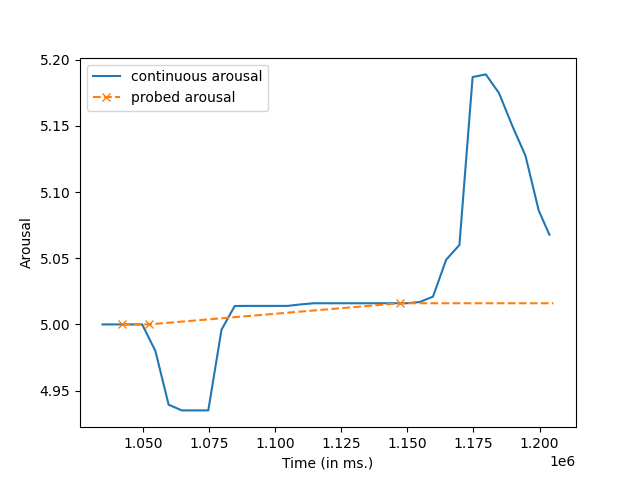 5.20
5.15
5.10
5.05
5.00
4.95
Arousal
continuous arousal
probed arousal
1.050 1.075 1.100 1.125 1.150 1.175 1.200
1e6
Time (in ms.)